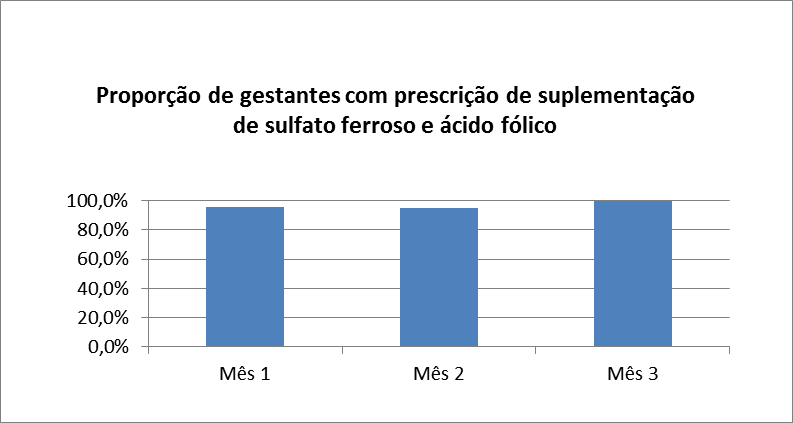 Proporção de gestantes com prescrição de suplementação
de sulfato ferroso e ácido fólico
100,0%
80,0%
60,0%
40,0%
20,0%
0,0%
Mês 1
Mês 2
Mês 3